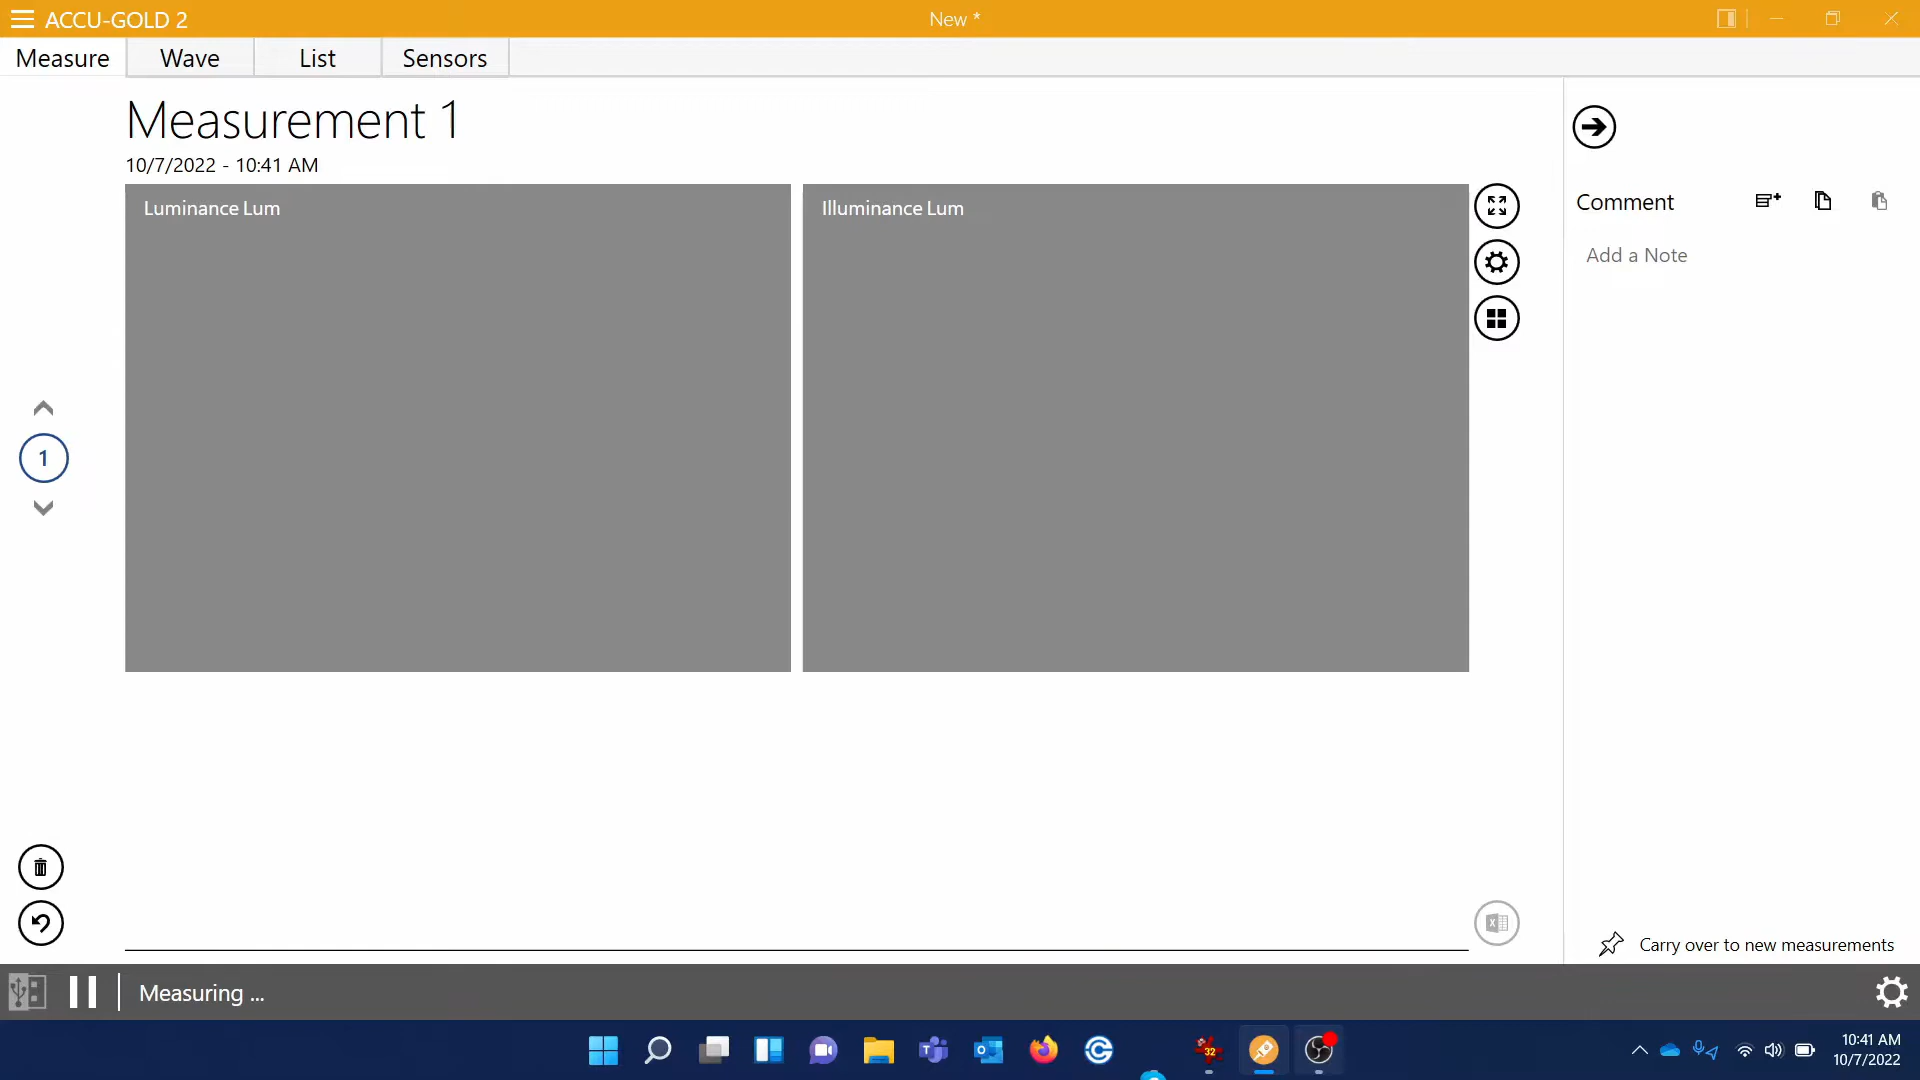 ACCU-GOLD 2
New *
Measure
Wave
List
Sensors
Measurement 1
10/7/2022 - 10:41 AM
Luminance Lum
Illuminance Lum
Comment
Add a Note
1
Carry over to new measurements
Measuring ...
32
10:41 AM
10/7/2022